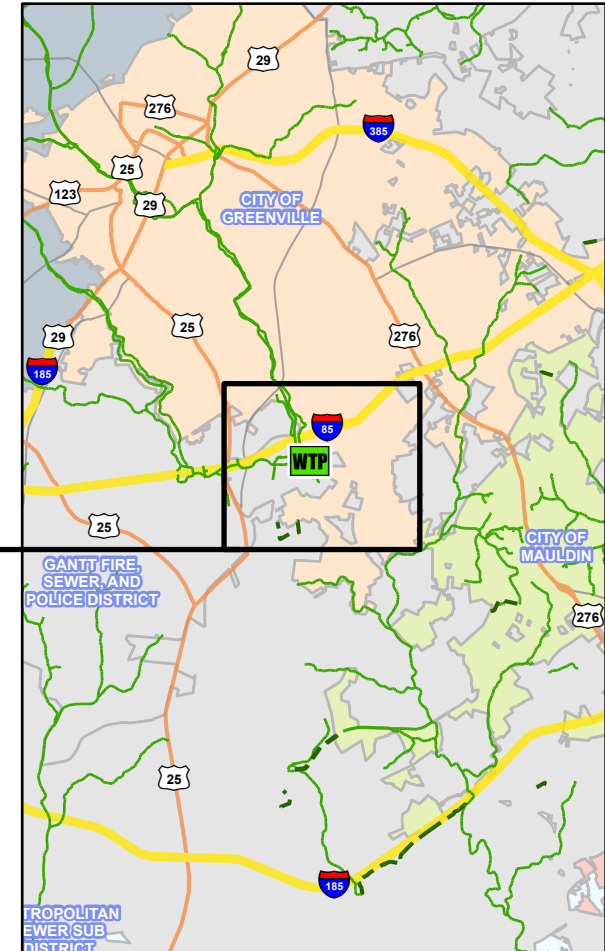 29
276
385
25
123
29
CITY OF
GREENVILLE
25
29
276
185
85
WTP
25
CITY OF
MAULDIN
GANTT FIRE,
SEWER, AND
POLICE DISTRICT
276
25
185
TROPOLITAN
EWER SUB
DISTRICT